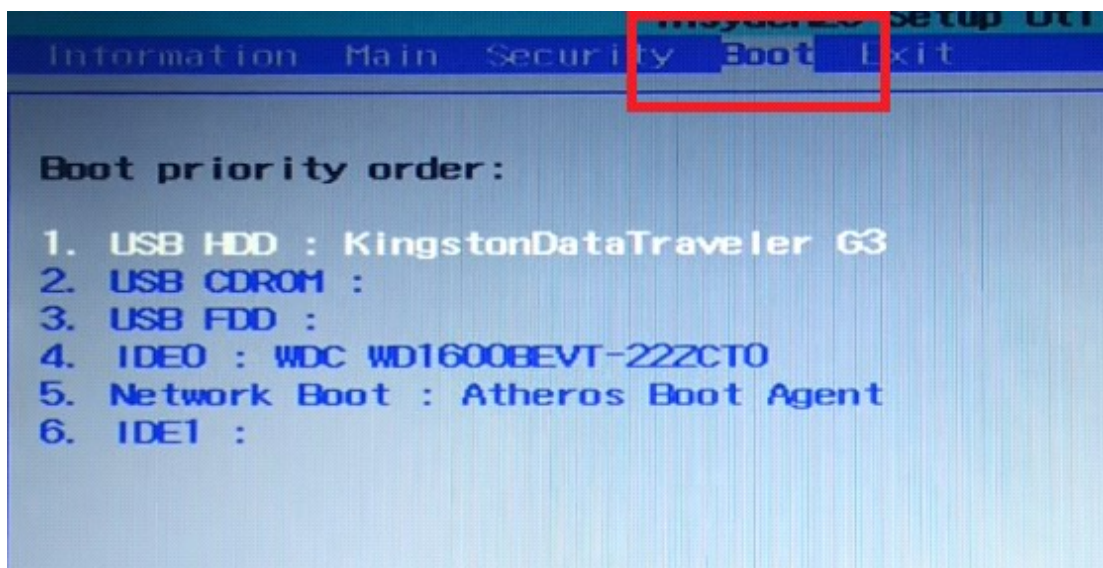 Setup Uti
Information Main Security Boot Exit
Boot priority order:
1. USB HDD : KingstonDataTraveler G3
2. USB CDROM :
3. USB FDD :
4. IDE0 : WDC WD1600BEVT-22ZCT0
5. Network Boot : Atheros Boot Agent
6. IDE1 :